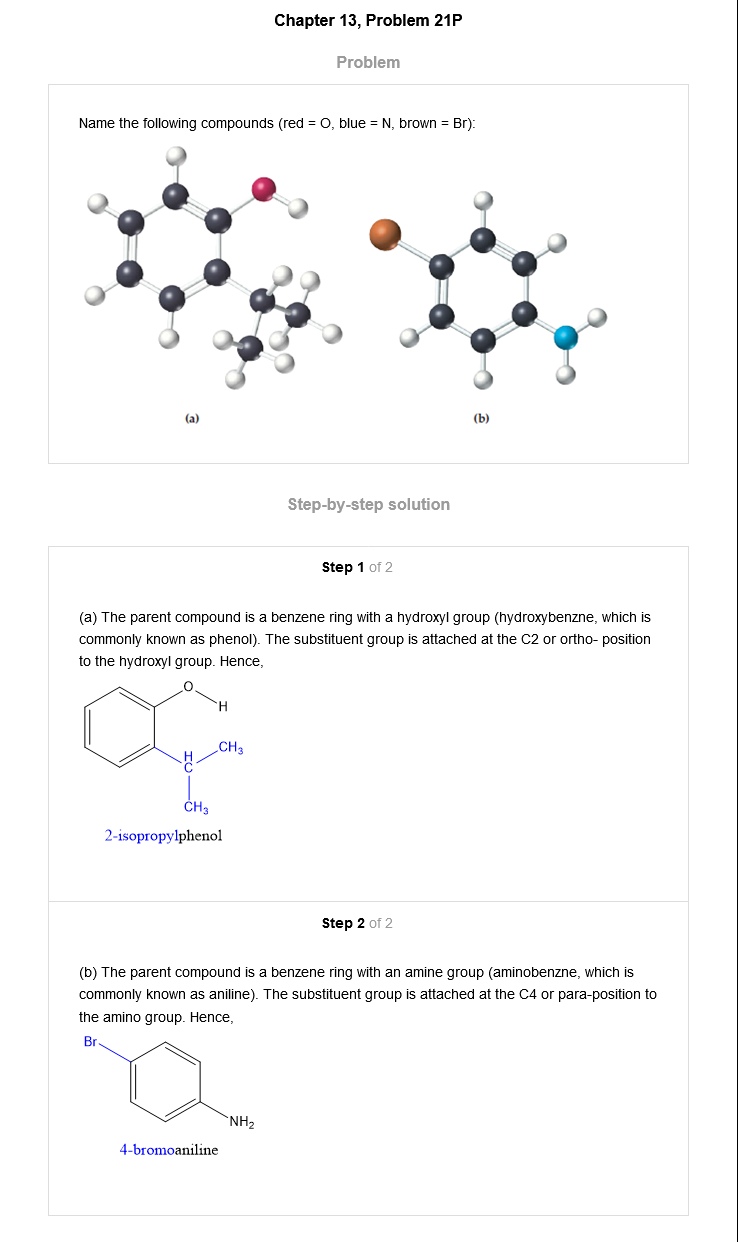 Chapter 13, Problem 21P
Problem
Name the following compounds (red = O, blue = N, brown = Br):
(a)
(b)
Step-by-step solution
Step 1 of 2
(a) The parent compound is a benzene ring with a hydroxyl group (hydroxybenzne, which is
commonly known as phenol). The substituent group is attached at the C2 or ortho- position
to the hydroxyl group. Hence,
O
H
H
C
CH3
CH3
2-isopropylphenol
Step 2 of 2
(b) The parent compound is a benzene ring with an amine group (aminobenzne, which is
commonly known as aniline). The substituent group is attached at the C4 or para-position to
the amino group. Hence,
Br
NH2
4-bromoaniline